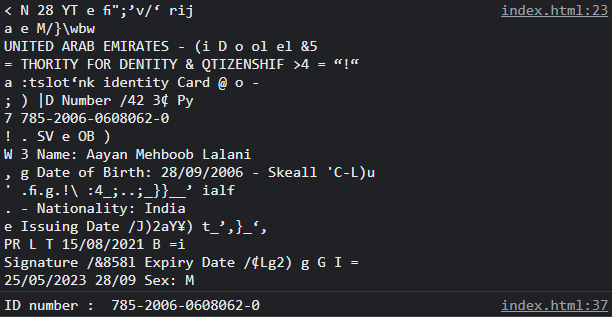 < N 28 YT e ﬁ";’v/‘ rij index.html:23
a e M/}\wbw
UNITED ARAB EMIRATES - (i D o ol el &5
= THORITY FOR DENTITY & QTIZENSHIF >4 = “!“
a :tslot‘nk identity Card @ o -
; ) |D Number /42 3¢ Py
7 785-2006-0608062-0
! . SV e OB )
W 3 Name: Aayan Mehboob Lalani
, g Date of Birth: 28/09/2006 - Skeall 'C-L)u
' .ﬁ.g.!\ :4_;..;_}}__’ ialf
. - Nationality: India
e Issuing Date /J)2aY¥) t_’,}_‘,
PR L T 15/08/2021 B =i
Signature /&858l Expiry Date /¢Lg2) g G I =
25/05/2023 28/09 Sex: M
ID number :  785-2006-0608062-0 index.html:37